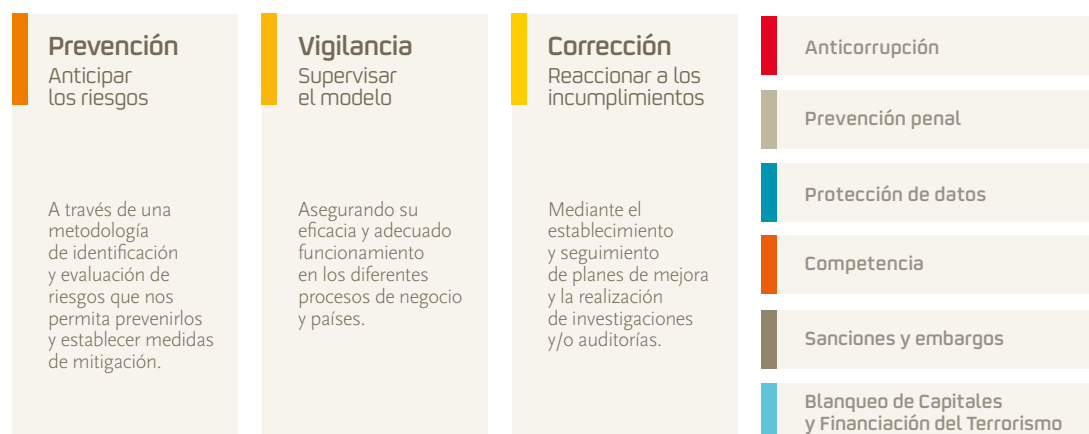 Prevención
Anticipar
los riesgos
A través de una
metodología
de identificación
y evaluación de
riesgos que nos
permita prevenirlos
y establecer medidas
de mitigación.
Vigilancia
Supervisar
el modelo
Asegurando su
eficacia y adecuado
funcionamiento
en los diferentes
procesos de negocio
y países.
Corrección
Reaccionar a los
incumplimientos
Mediante el
establecimiento
y seguimiento
de planes de mejora
y la realización
de investigaciones
y/o auditorías.
Anticorrupción
Prevención penal
Protección de datos
Competencia
Sanciones y embargos
Blanqueo de Capitales
y Financiación del Terrorismo